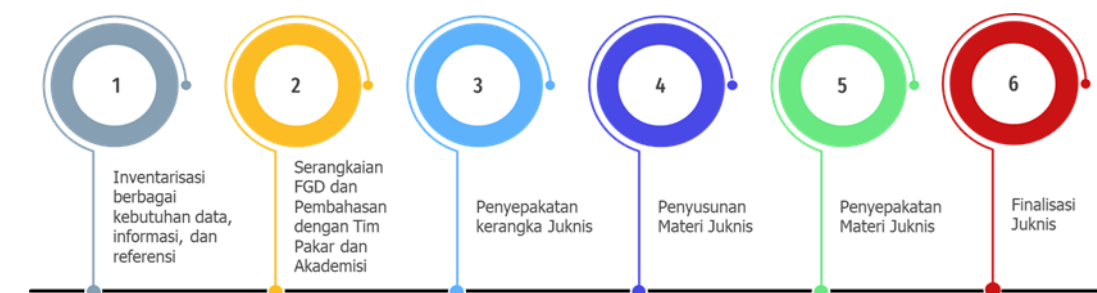 1
Inventarisasi
berbagai
kebutuhan data,
informasi, dan
referensi
2
Serangkaian
FGD dan
Pembahasan
dengan Tim
Pakar dan
Akademisi
3
Penyepakatan
kerangka Juknis
4
Penyusunan
Materi Juknis
5
Penyepakatan
Materi Juknis
6
Finalisasi
Juknis